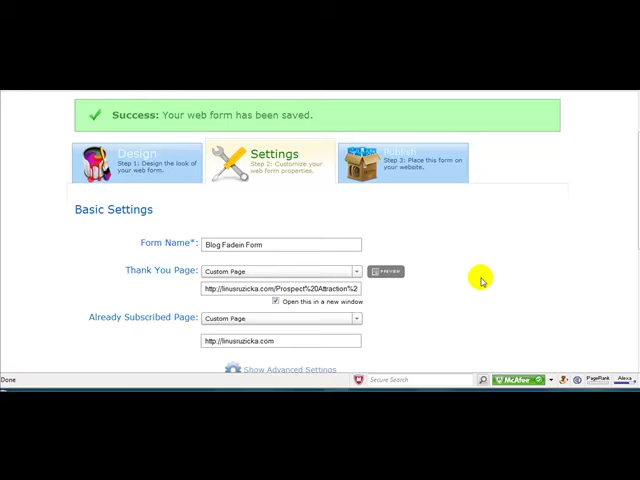 Success: Your web form has been saved.
Design
Step 1: Design the look of
your web form.
Settings
Step 2: Customize your
web form properties.
Publish
Step 3: Place this form on
your website.
Basic Settings
Form Name*: Blog Fadein Form
Thank You Page: Custom Page PREVIEW
http://linusruzicka.com/Prospect%20Attraction%2
Open this in a new window
Already Subscribed Page: Custom Page
http://linusruzicka.com
Show Advanced Settings
Done Secure Search McAfee PageRank Alexa